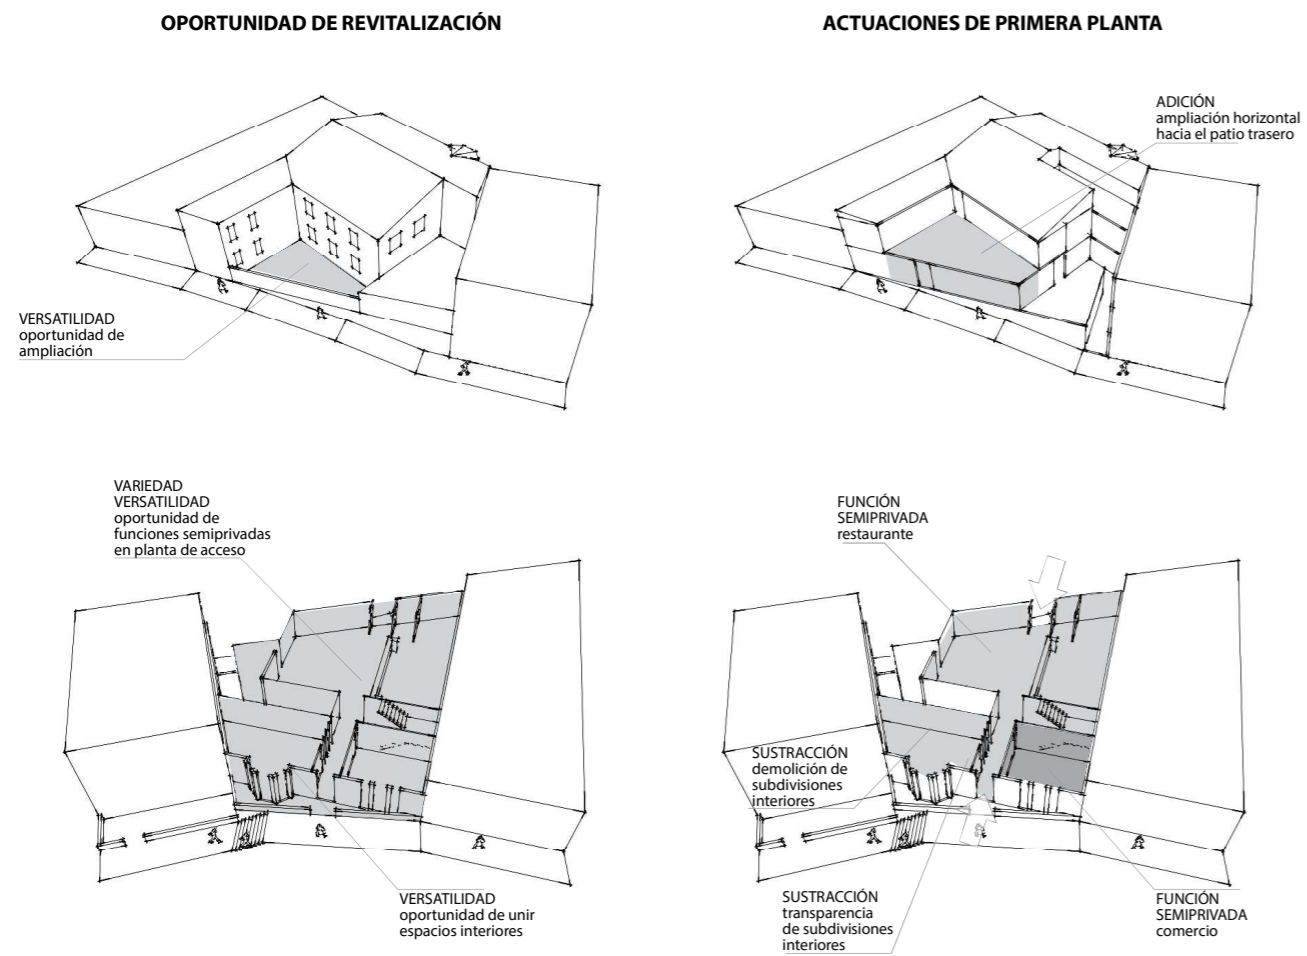 OPORTUNIDAD DE REVITALIZACIÓN
ACTUACIONES DE PRIMERA PLANTA
ADICIÓN
ampliación horizontal
hacia el patio trasero
VERSATILIDAD
oportunidad de
ampliación
VARIEDAD
VERSATILIDAD
oportunidad de
funciones semiprivadas
en planta de acceso
FUNCIÓN
SEMIPRIVADA
restaurante
SUSTRACCIÓN
demolición de
subdivisiones
interiores
VERSATILIDAD
oportunidad de unir
espacios interiores
SUSTRACCIÓN
transparencia
de subdivisiones
interiores
FUNCIÓN
SEMIPRIVADA
comercio